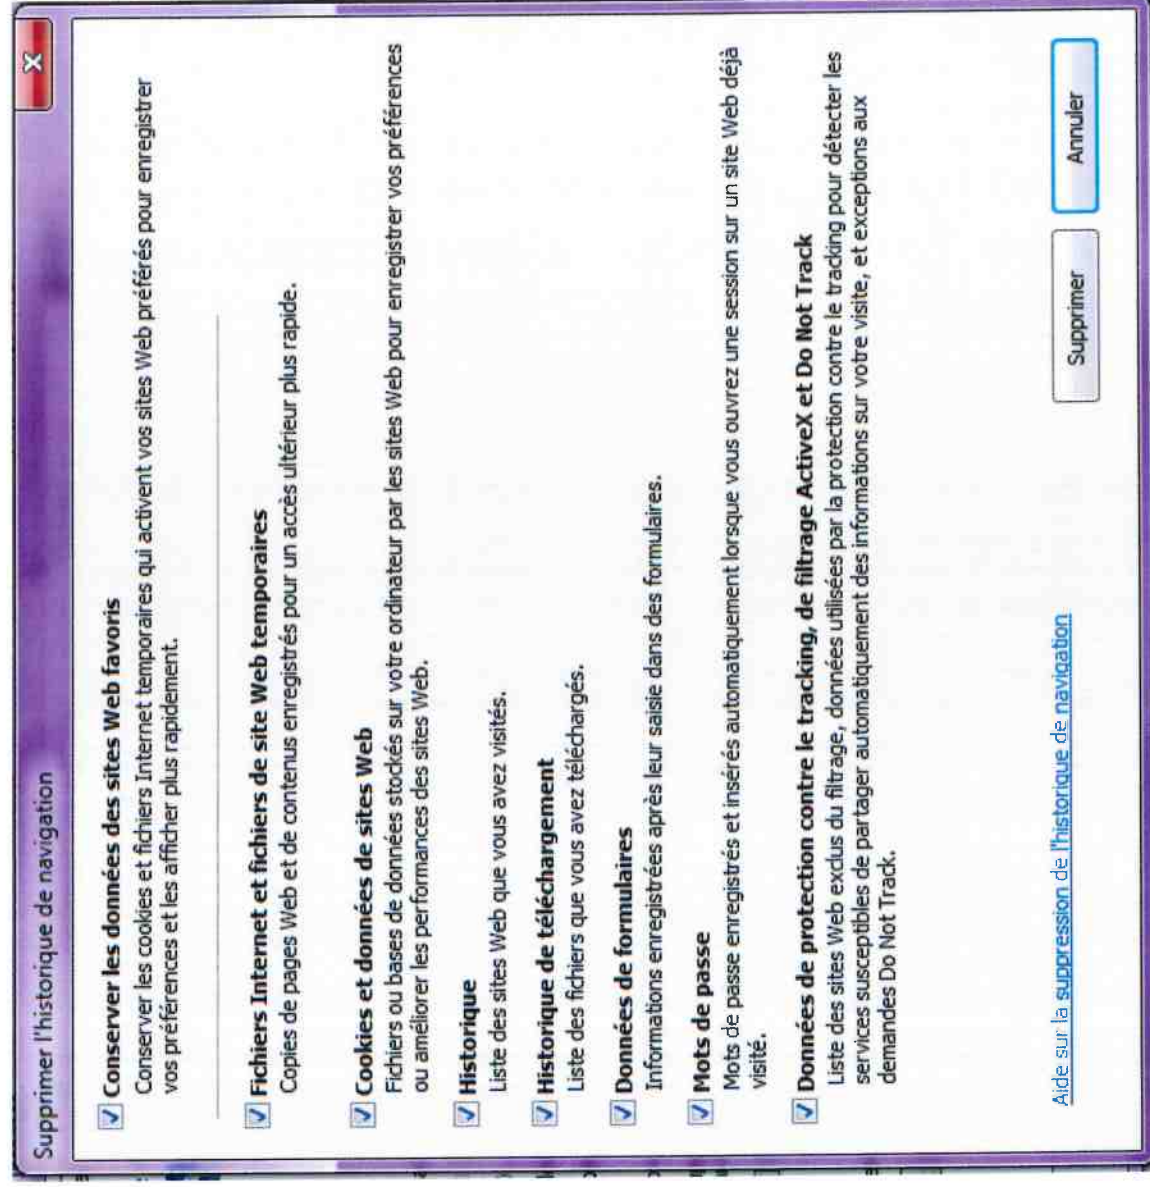 Supprimer l'historique de navigation
X
Conserver les données des sites Web favoris
Conserver les cookies et fichiers Internet temporaires qui activent vos sites Web préférés pour enregistrer
vos préférences et les afficher plus rapidement.
Fichiers Internet et fichiers de site Web temporaires
Copies de pages Web et de contenus enregistrés pour un accès ultérieur plus rapide.
Cookies et données de sites Web
Fichiers ou bases de données stockés sur votre ordinateur par les sites Web pour enregistrer vos préférences
ou améliorer les performances des sites Web.
Historique
Liste des sites Web que vous avez visités.
Historique de téléchargement
Liste des fichiers que vous avez téléchargés.
Données de formulaires
Informations enregistrées après leur saisie dans des formulaires.
Mots de passe
Mots de passe enregistrés et insérés automatiquement lorsque vous ouvrez une session sur un site Web déjà
visité.
Données de protection contre le tracking, de filtrage ActiveX et Do Not Track
Liste des sites Web exclus du filtrage, données utilisées par la protection contre le tracking pour détecter les
services susceptibles de partager automatiquement des informations sur votre visite, et exceptions aux
demandes Do Not Track.
Aide sur la suppression de l'historique de navigation
Supprimer
Annuler